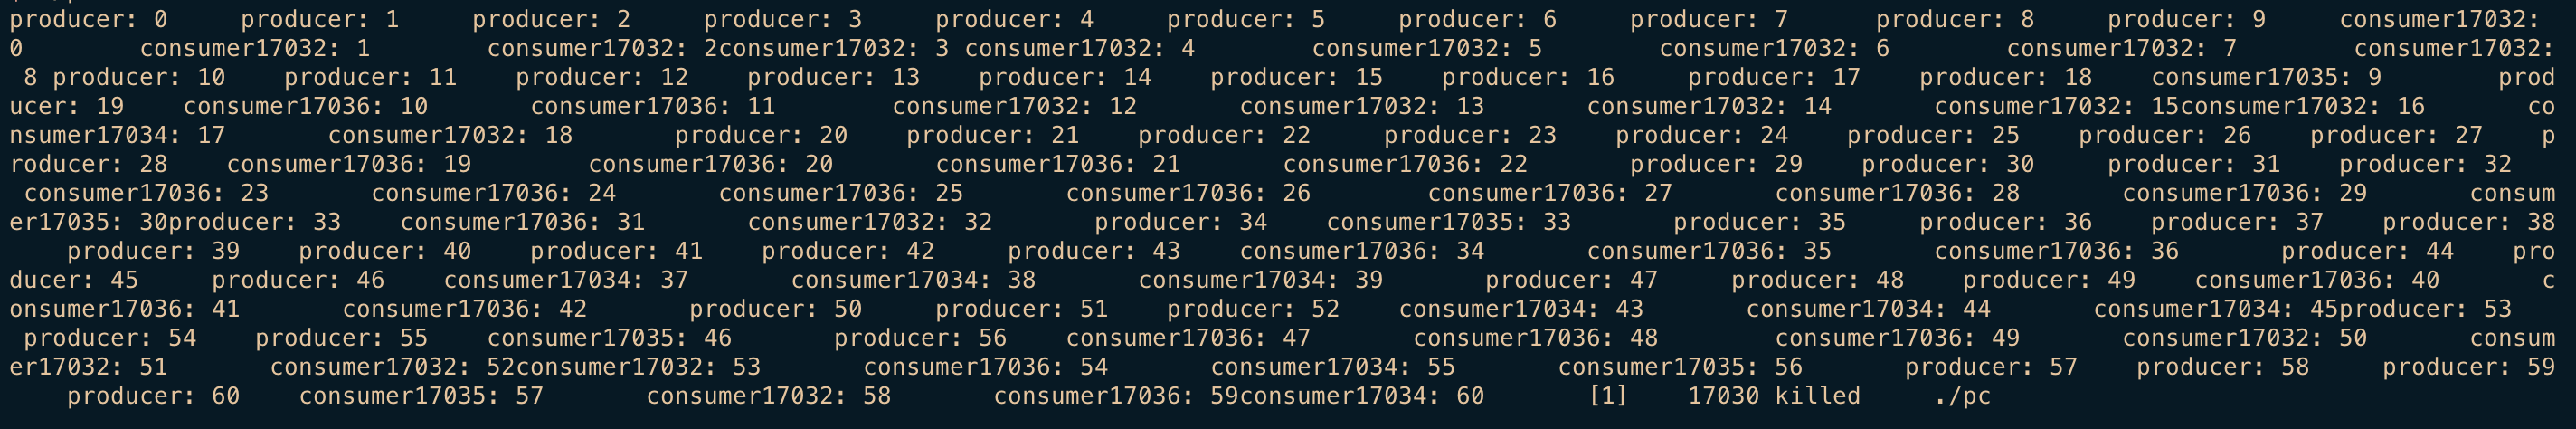 producer: 0     producer: 1     producer: 2     producer: 3     producer: 4     producer: 5     producer: 6     producer: 7      producer: 8     producer: 9     consumer17032:
0        consumer17032: 1        consumer17032: 2consumer17032: 3 consumer17032: 4        consumer17032: 5        consumer17032: 6        consumer17032: 7        consumer17032:
 8 producer: 10    producer: 11    producer: 12    producer: 13    producer: 14    producer: 15    producer: 16     producer: 17    producer: 18    consumer17035: 9        prod
ucer: 19    consumer17036: 10       consumer17036: 11        consumer17032: 12       consumer17032: 13       consumer17032: 14       consumer17032: 15consumer17032: 16       co
nsumer17034: 17       consumer17032: 18       producer: 20    producer: 21    producer: 22     producer: 23    producer: 24    producer: 25    producer: 26    producer: 27    p
roducer: 28    consumer17036: 19        consumer17036: 20       consumer17036: 21       consumer17036: 22       producer: 29    producer: 30     producer: 31    producer: 32
 consumer17036: 23       consumer17036: 24       consumer17036: 25       consumer17036: 26        consumer17036: 27       consumer17036: 28       consumer17036: 29       consum
er17035: 30producer: 33    consumer17036: 31       consumer17032: 32       producer: 34    consumer17035: 33       producer: 35     producer: 36    producer: 37    producer: 38
    producer: 39    producer: 40    producer: 41    producer: 42     producer: 43    consumer17036: 34       consumer17036: 35       consumer17036: 36       producer: 44    pro
ducer: 45     producer: 46    consumer17034: 37       consumer17034: 38       consumer17034: 39       producer: 47     producer: 48    producer: 49    consumer17036: 40       c
onsumer17036: 41       consumer17036: 42       producer: 50     producer: 51    producer: 52    consumer17034: 43       consumer17034: 44       consumer17034: 45producer: 53
 producer: 54    producer: 55    consumer17035: 46       producer: 56    consumer17036: 47       consumer17036: 48        consumer17036: 49       consumer17032: 50       consum
er17032: 51       consumer17032: 52consumer17032: 53       consumer17036: 54       consumer17034: 55       consumer17035: 56       producer: 57    producer: 58     producer: 59
    producer: 60    consumer17035: 57       consumer17032: 58       consumer17036: 59consumer17034: 60       [1]    17030 killed     ./pc